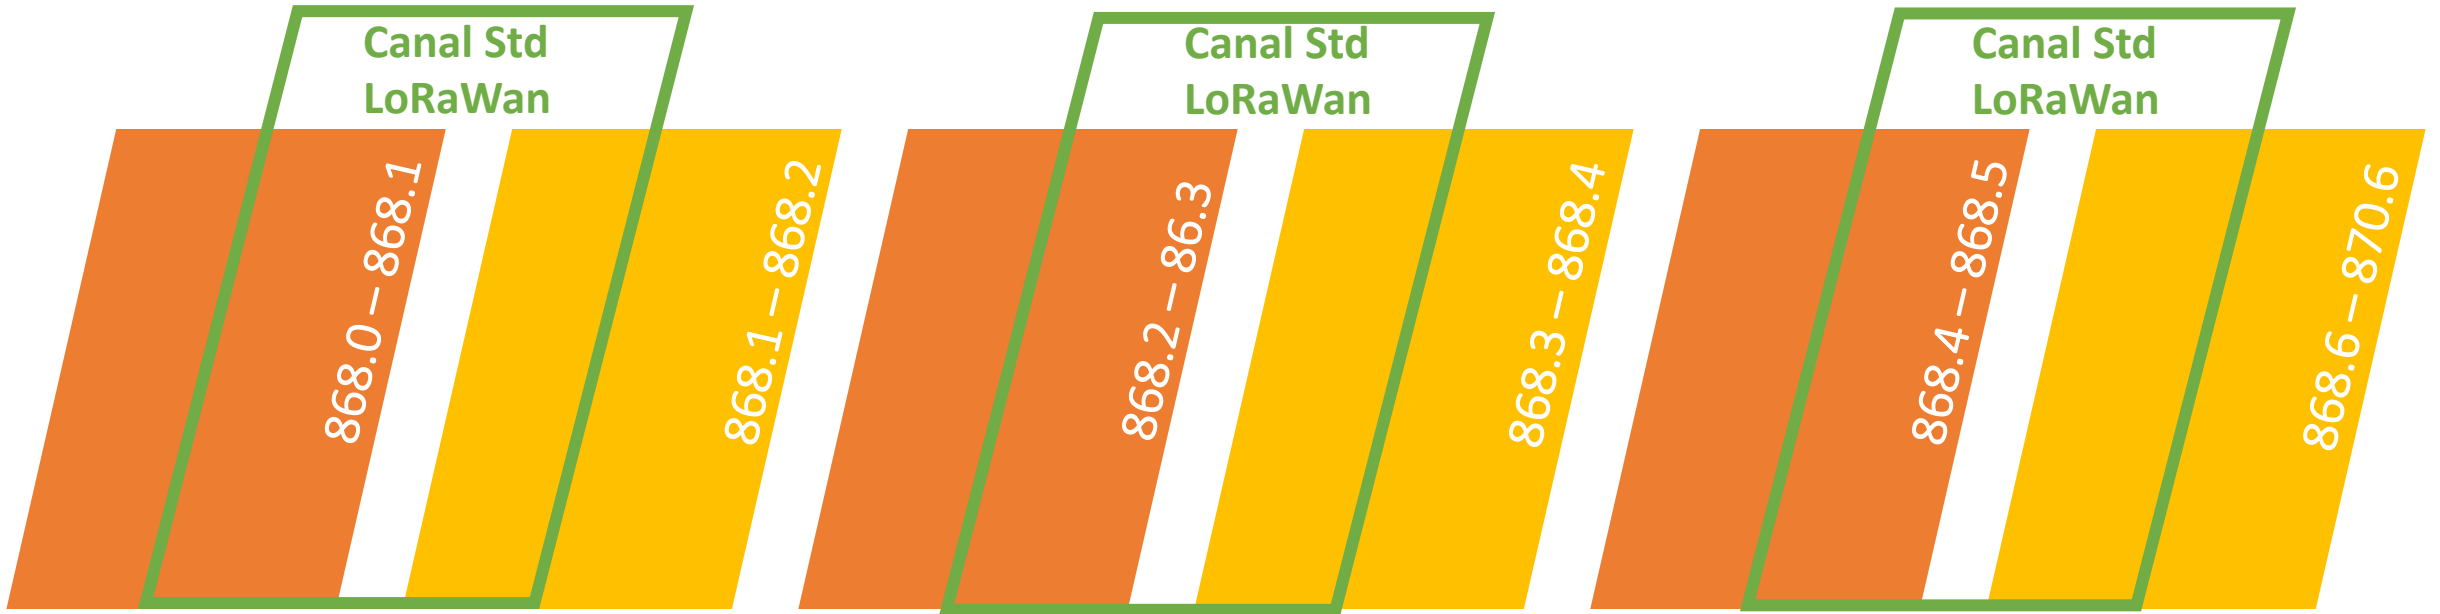 Canal Std
LoRaWan
Canal Std
LoRaWan
Canal Std
LoRaWan
868.0 – 868.1
868.1 – 868.2
868.2 – 86.3
868.3 – 868.4
868.4 – 868.5
868.6 – 870.6